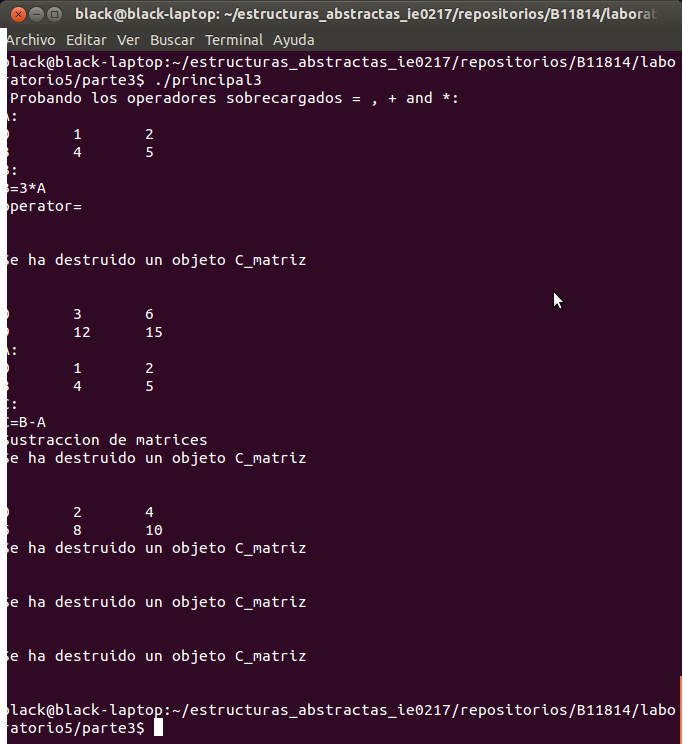 black@black-laptop: ~/estructuras_abstractas_ie0217/repositorios/B11814/laborat
Archivo Editar Ver Buscar Terminal Ayuda
black@black-laptop:~/estructuras_abstractas_ie0217/repositorios/B11814/labo
ratorio5/parte3$ ./principal3
Probando los operadores sobrecargados = , + and *:
A:
0 1 2
3 4 5
B:
B=3*A
operator=
Se ha destruido un objeto C_matriz
0 3 6
9 12 15
A:
0 1 2
3 4 5
C:
C=B-A
Sustraccion de matrices
Se ha destruido un objeto C_matriz
0 2 4
6 8 10
Se ha destruido un objeto C_matriz
Se ha destruido un objeto C_matriz
Se ha destruido un objeto C_matriz
black@black-laptop:~/estructuras_abstractas_ie0217/repositorios/B11814/labo
ratorio5/parte3$